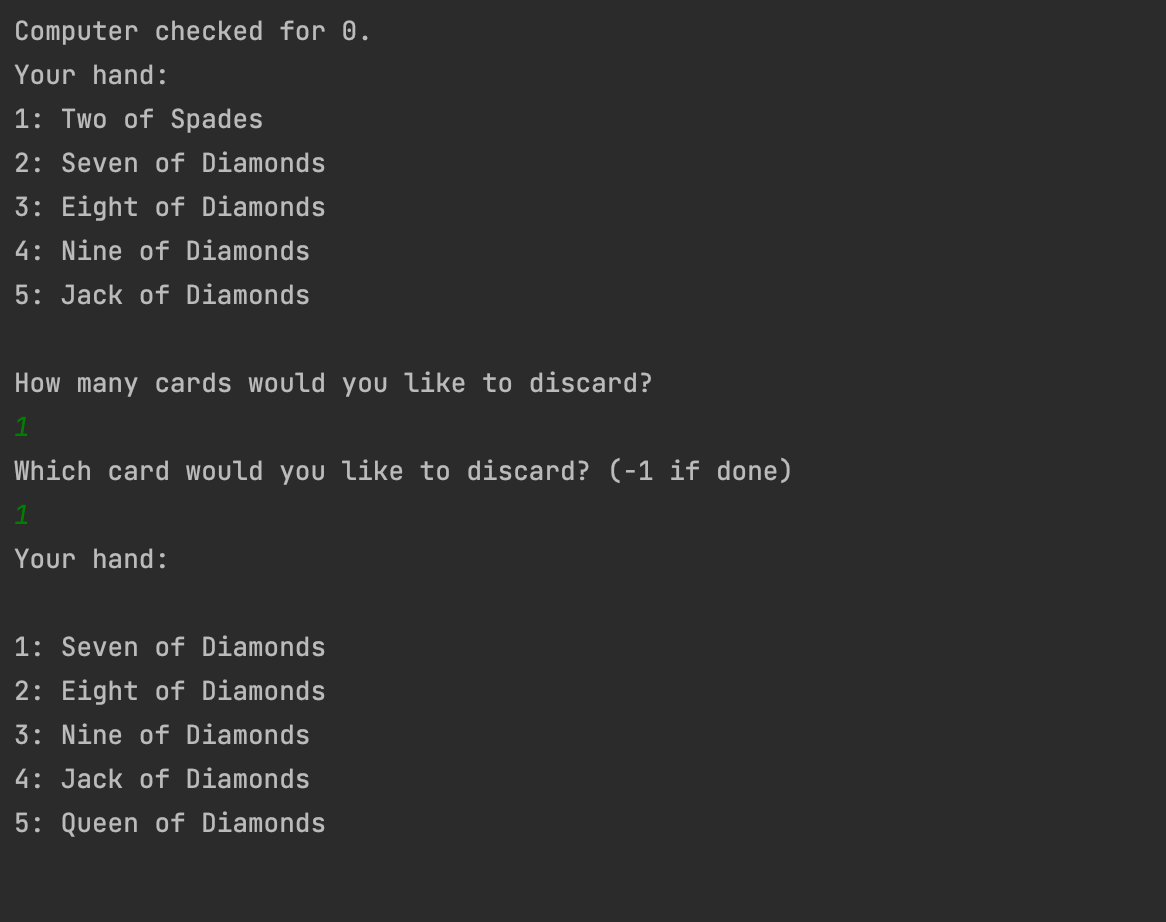 Computer checked for 0.
Your hand:
1: Two of Spades
2: Seven of Diamonds
3: Eight of Diamonds
4: Nine of Diamonds
5: Jack of Diamonds
How many cards would you like to discard?
1
Which card would you like to discard? (-1 if done)
1
Your hand:
1: Seven of Diamonds
2: Eight of Diamonds
3: Nine of Diamonds
4: Jack of Diamonds
5: Queen of Diamonds